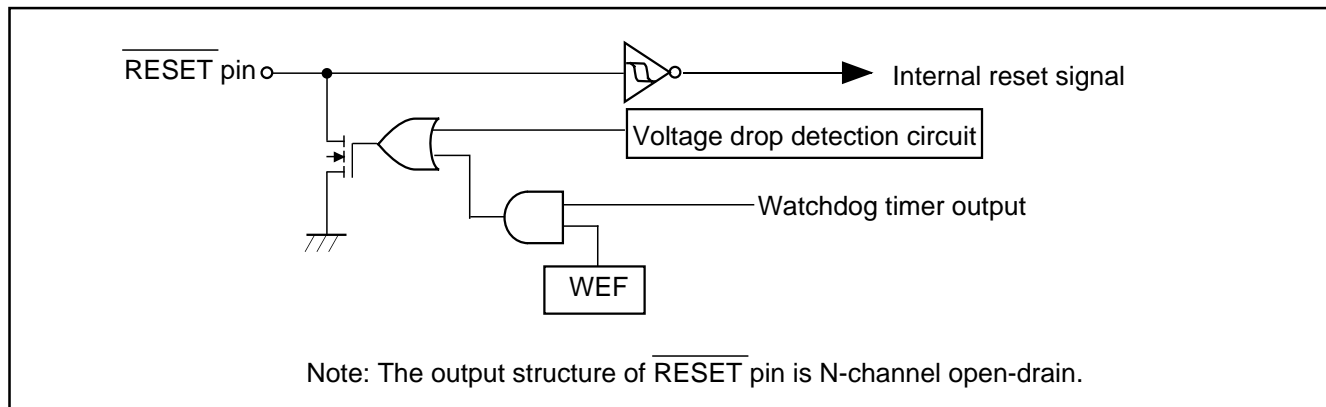 RESET pin
Internal reset signal
Voltage drop detection circuit
Watchdog timer output
WEF
Note: The output structure of RESET pin is N-channel open-drain.